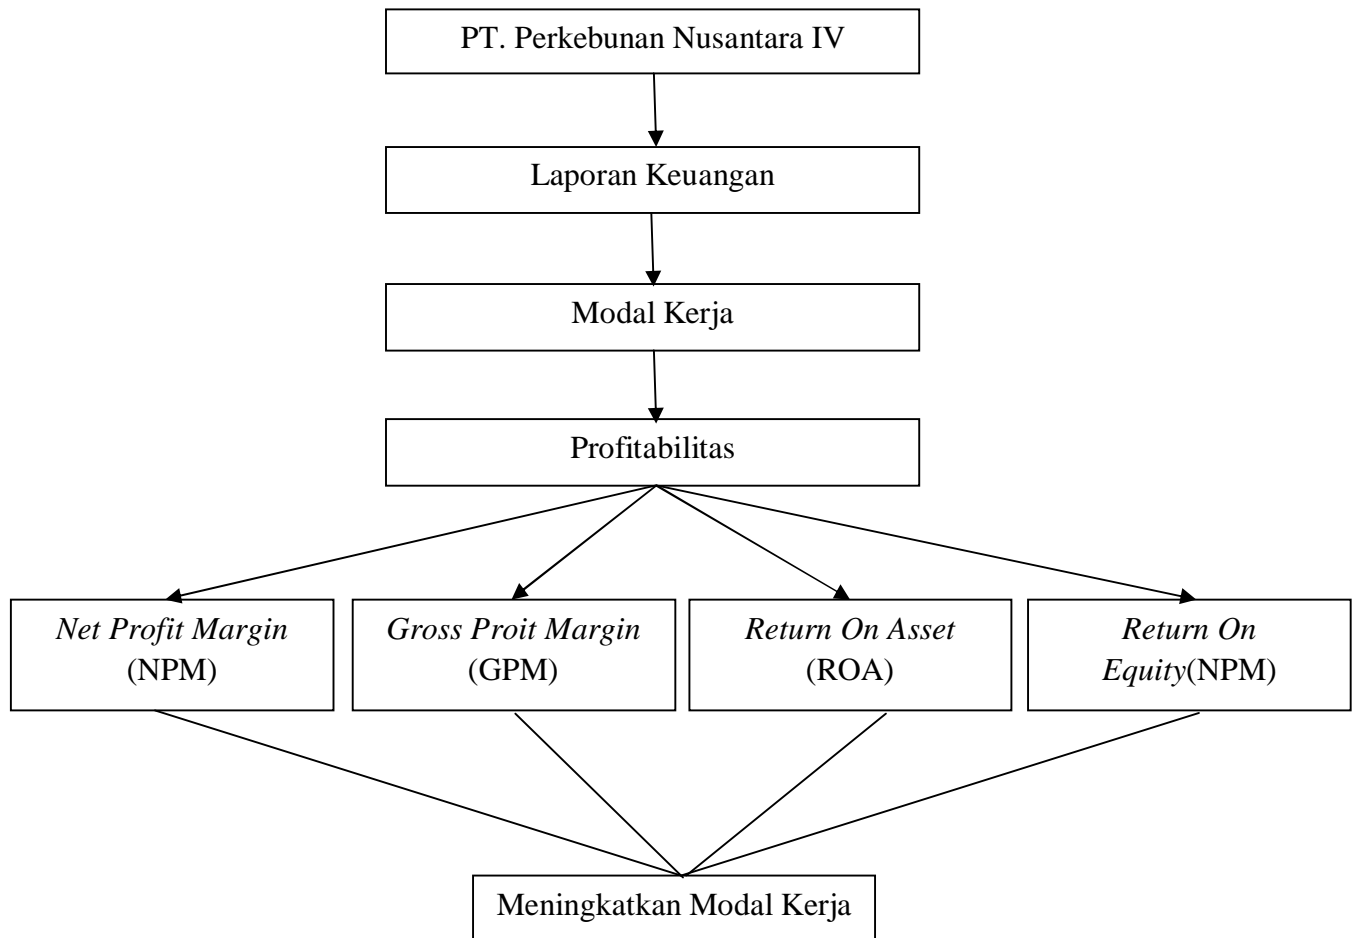 PT. Perkebunan Nusantara IV
Laporan Keuangan
Modal Kerja
Profitabilitas
Net Profit Margin
(NPM)
Gross Proit Margin
(GPM)
Return On Asset
(ROA)
Return On
Equity(NPM)
Meningkatkan Modal Kerja